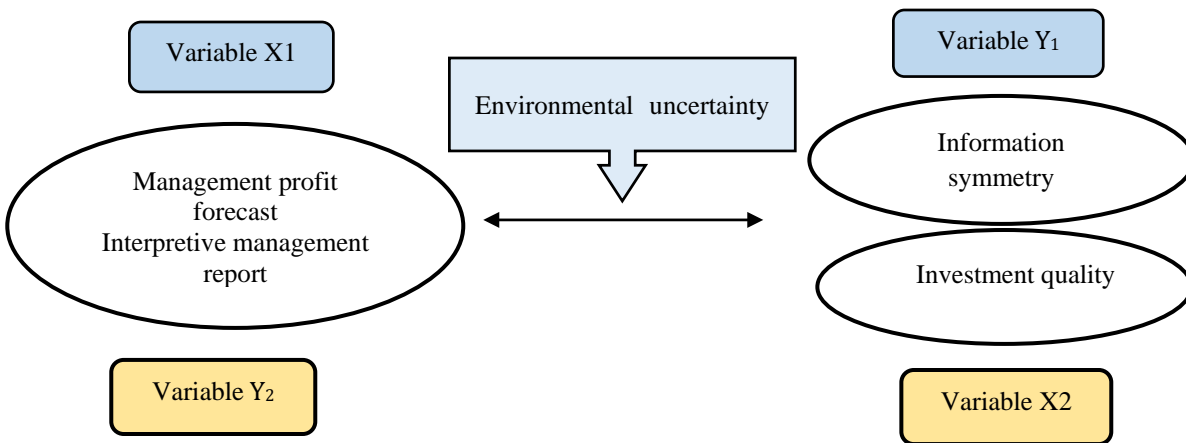 Variable X1
Variable Y₁
Environmental uncertainty
Management profit
forecast
Interpretive management
report
Information
symmetry
Investment quality
Variable Y₂
Variable X2